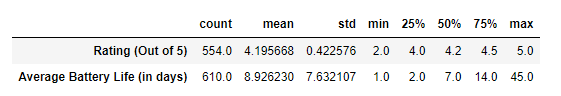 count mean std min 25% 50% 75% max
Rating (Out of 5) 554.0 4.195668 0.422576 2.0 4.0 4.2 4.5 5.0
Average Battery Life (in days) 610.0 8.926230 7.632107 1.0 2.0 7.0 14.0 45.0